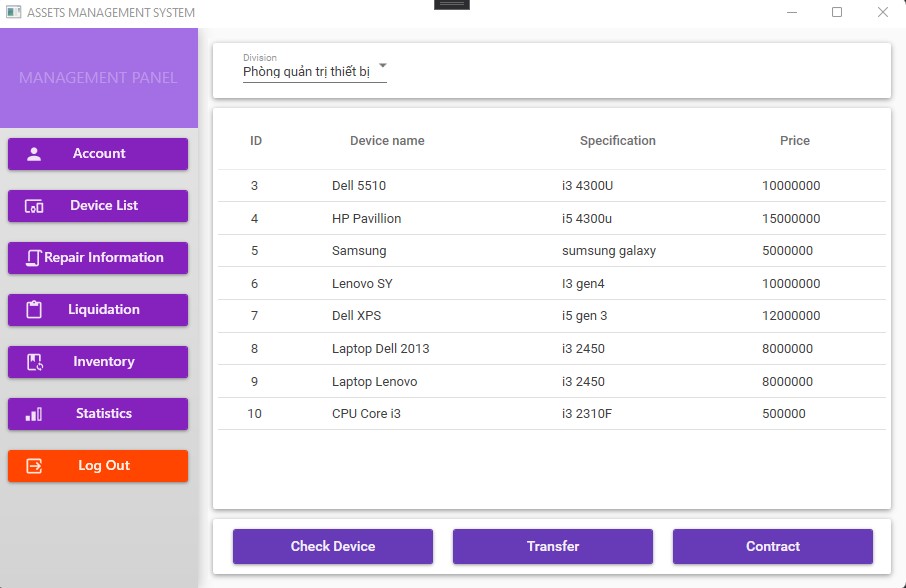 ASSETS MANAGEMENT SYSTEM
MANAGEMENT PANEL
Account
Device List
Repair Information
Liquidation
Inventory
Statistics
Log Out
Division
Phòng quản trị thiết bị
ID Device name Specification Price
3 Dell 5510 i3 4300U 10000000
4 HP Pavillion i5 4300u 15000000
5 Samsung sumsung galaxy 5000000
6 Lenovo SY I3 gen4 10000000
7 Dell XPS i5 gen 3 12000000
8 Laptop Dell 2013 i3 2450 8000000
9 Laptop Lenovo i3 2450 8000000
10 CPU Core i3 i3 2310F 500000
Check Device Transfer Contract